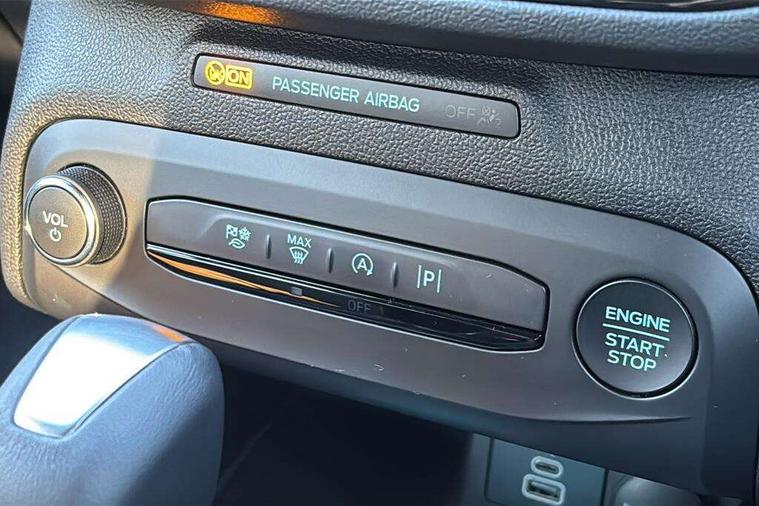 ON PASSENGER AIRBAG OFF
VOL
MAX
A
P
OFF
ENGINE
START
STOP